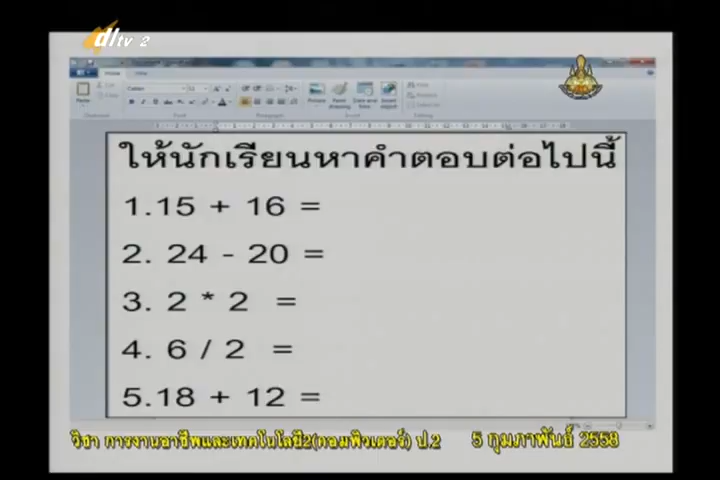 dltv 2
ให้นักเรียนหาคำตอบต่อไปนี้
1.15 + 16 =
2. 24 - 20 =
3. 2 * 2 =
4. 6 / 2 =
5.18 + 12 =
วิชา การงานอาชีพและเทคโนโลยี2(คอมพิวเตอร์) ป.2 5 กุมภาพันธ์ 2558